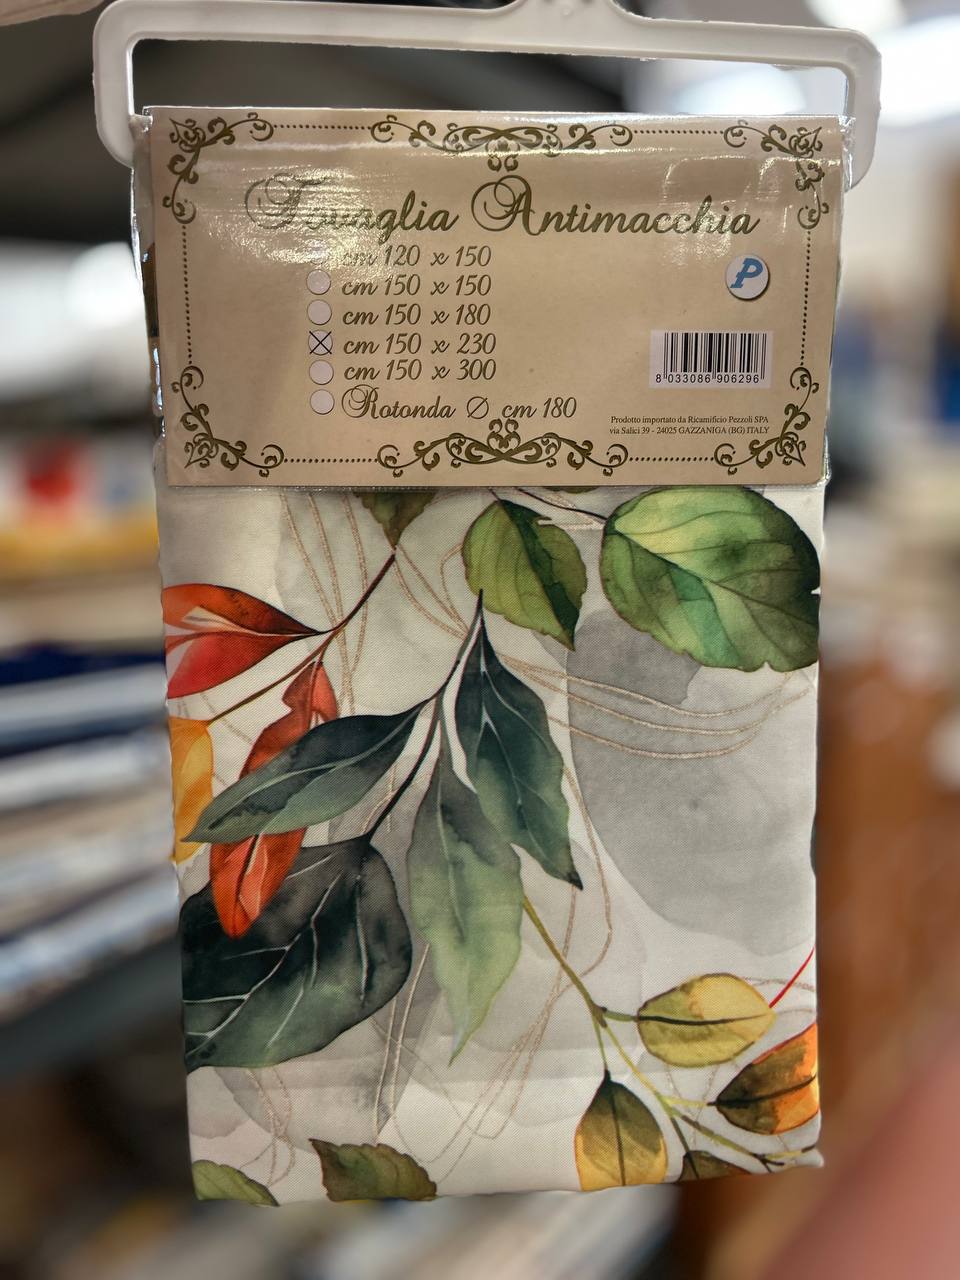 Tovaglia Antimacchia
cm 120 x 150
cm 150 x 150
cm 150 x 180
cm 150 x 230
cm 150 x 300
Rotonda Ø cm 180
P
8 033086 906296
Prodotto importato da Ricamificio Pezzoli SPA
via Salici 39 - 24025 GAZZANIGA (BG) ITALY